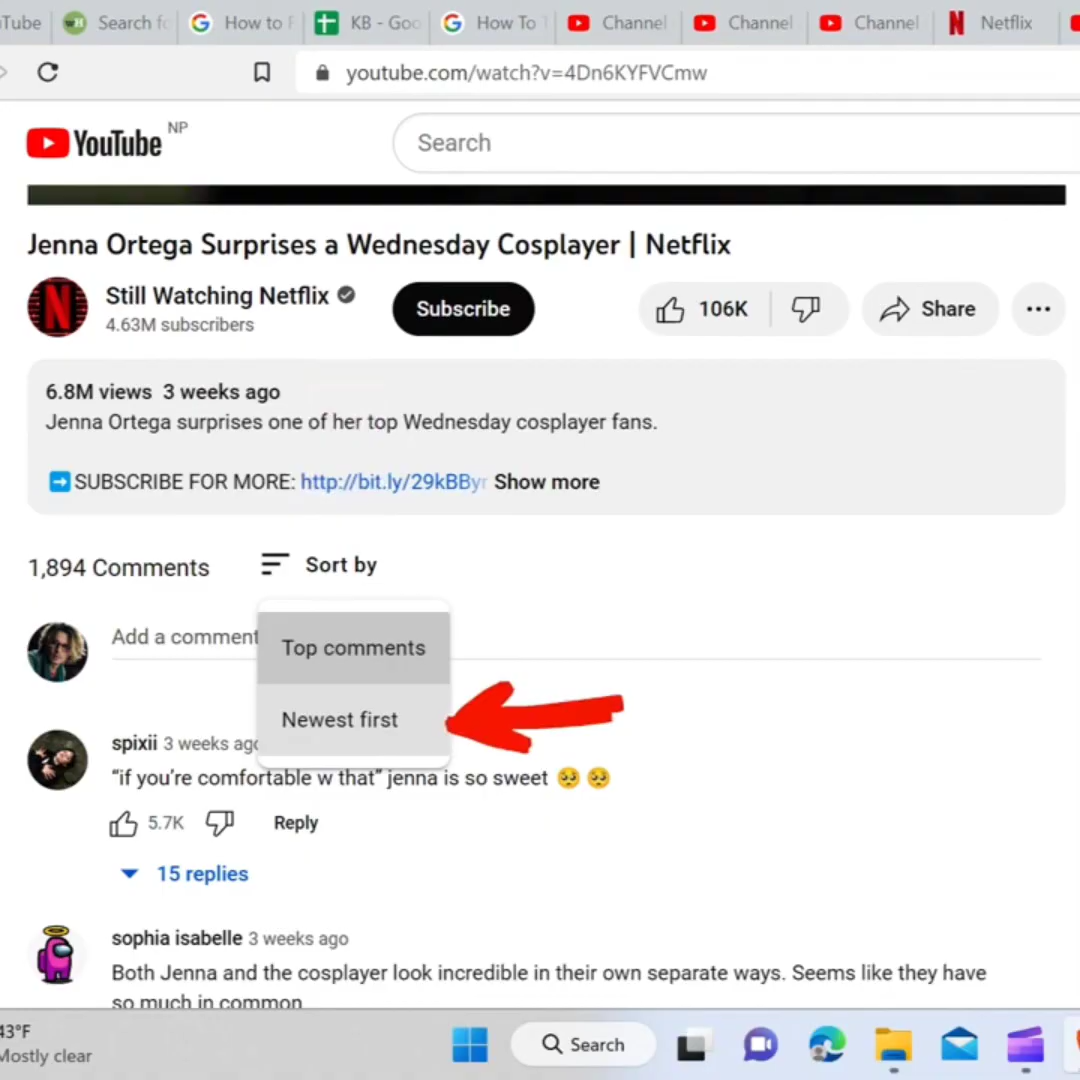 Tube Search fo How to F KB - Goo How To T Channel Channel Channel Netflix
youtube.com/watch?v=4Dn6KYFVCmw
YouTube NP
Search
Jenna Ortega Surprises a Wednesday Cosplayer | Netflix
Still Watching Netflix
4.63M subscribers
Subscribe
106K
Share
6.8M views 3 weeks ago
Jenna Ortega surprises one of her top Wednesday cosplayer fans.
➡️SUBSCRIBE FOR MORE: http://bit.ly/29kBByr Show more
1,894 Comments
Sort by
Add a comment
Top comments
Newest first
spixii 3 weeks ago
“if you're comfortable w that” jenna is so sweet 🥺 🥺
5.7K
Reply
15 replies
sophia isabelle 3 weeks ago
Both Jenna and the cosplayer look incredible in their own separate ways. Seems like they have
so much in common
43°F
Mostly clear
Search